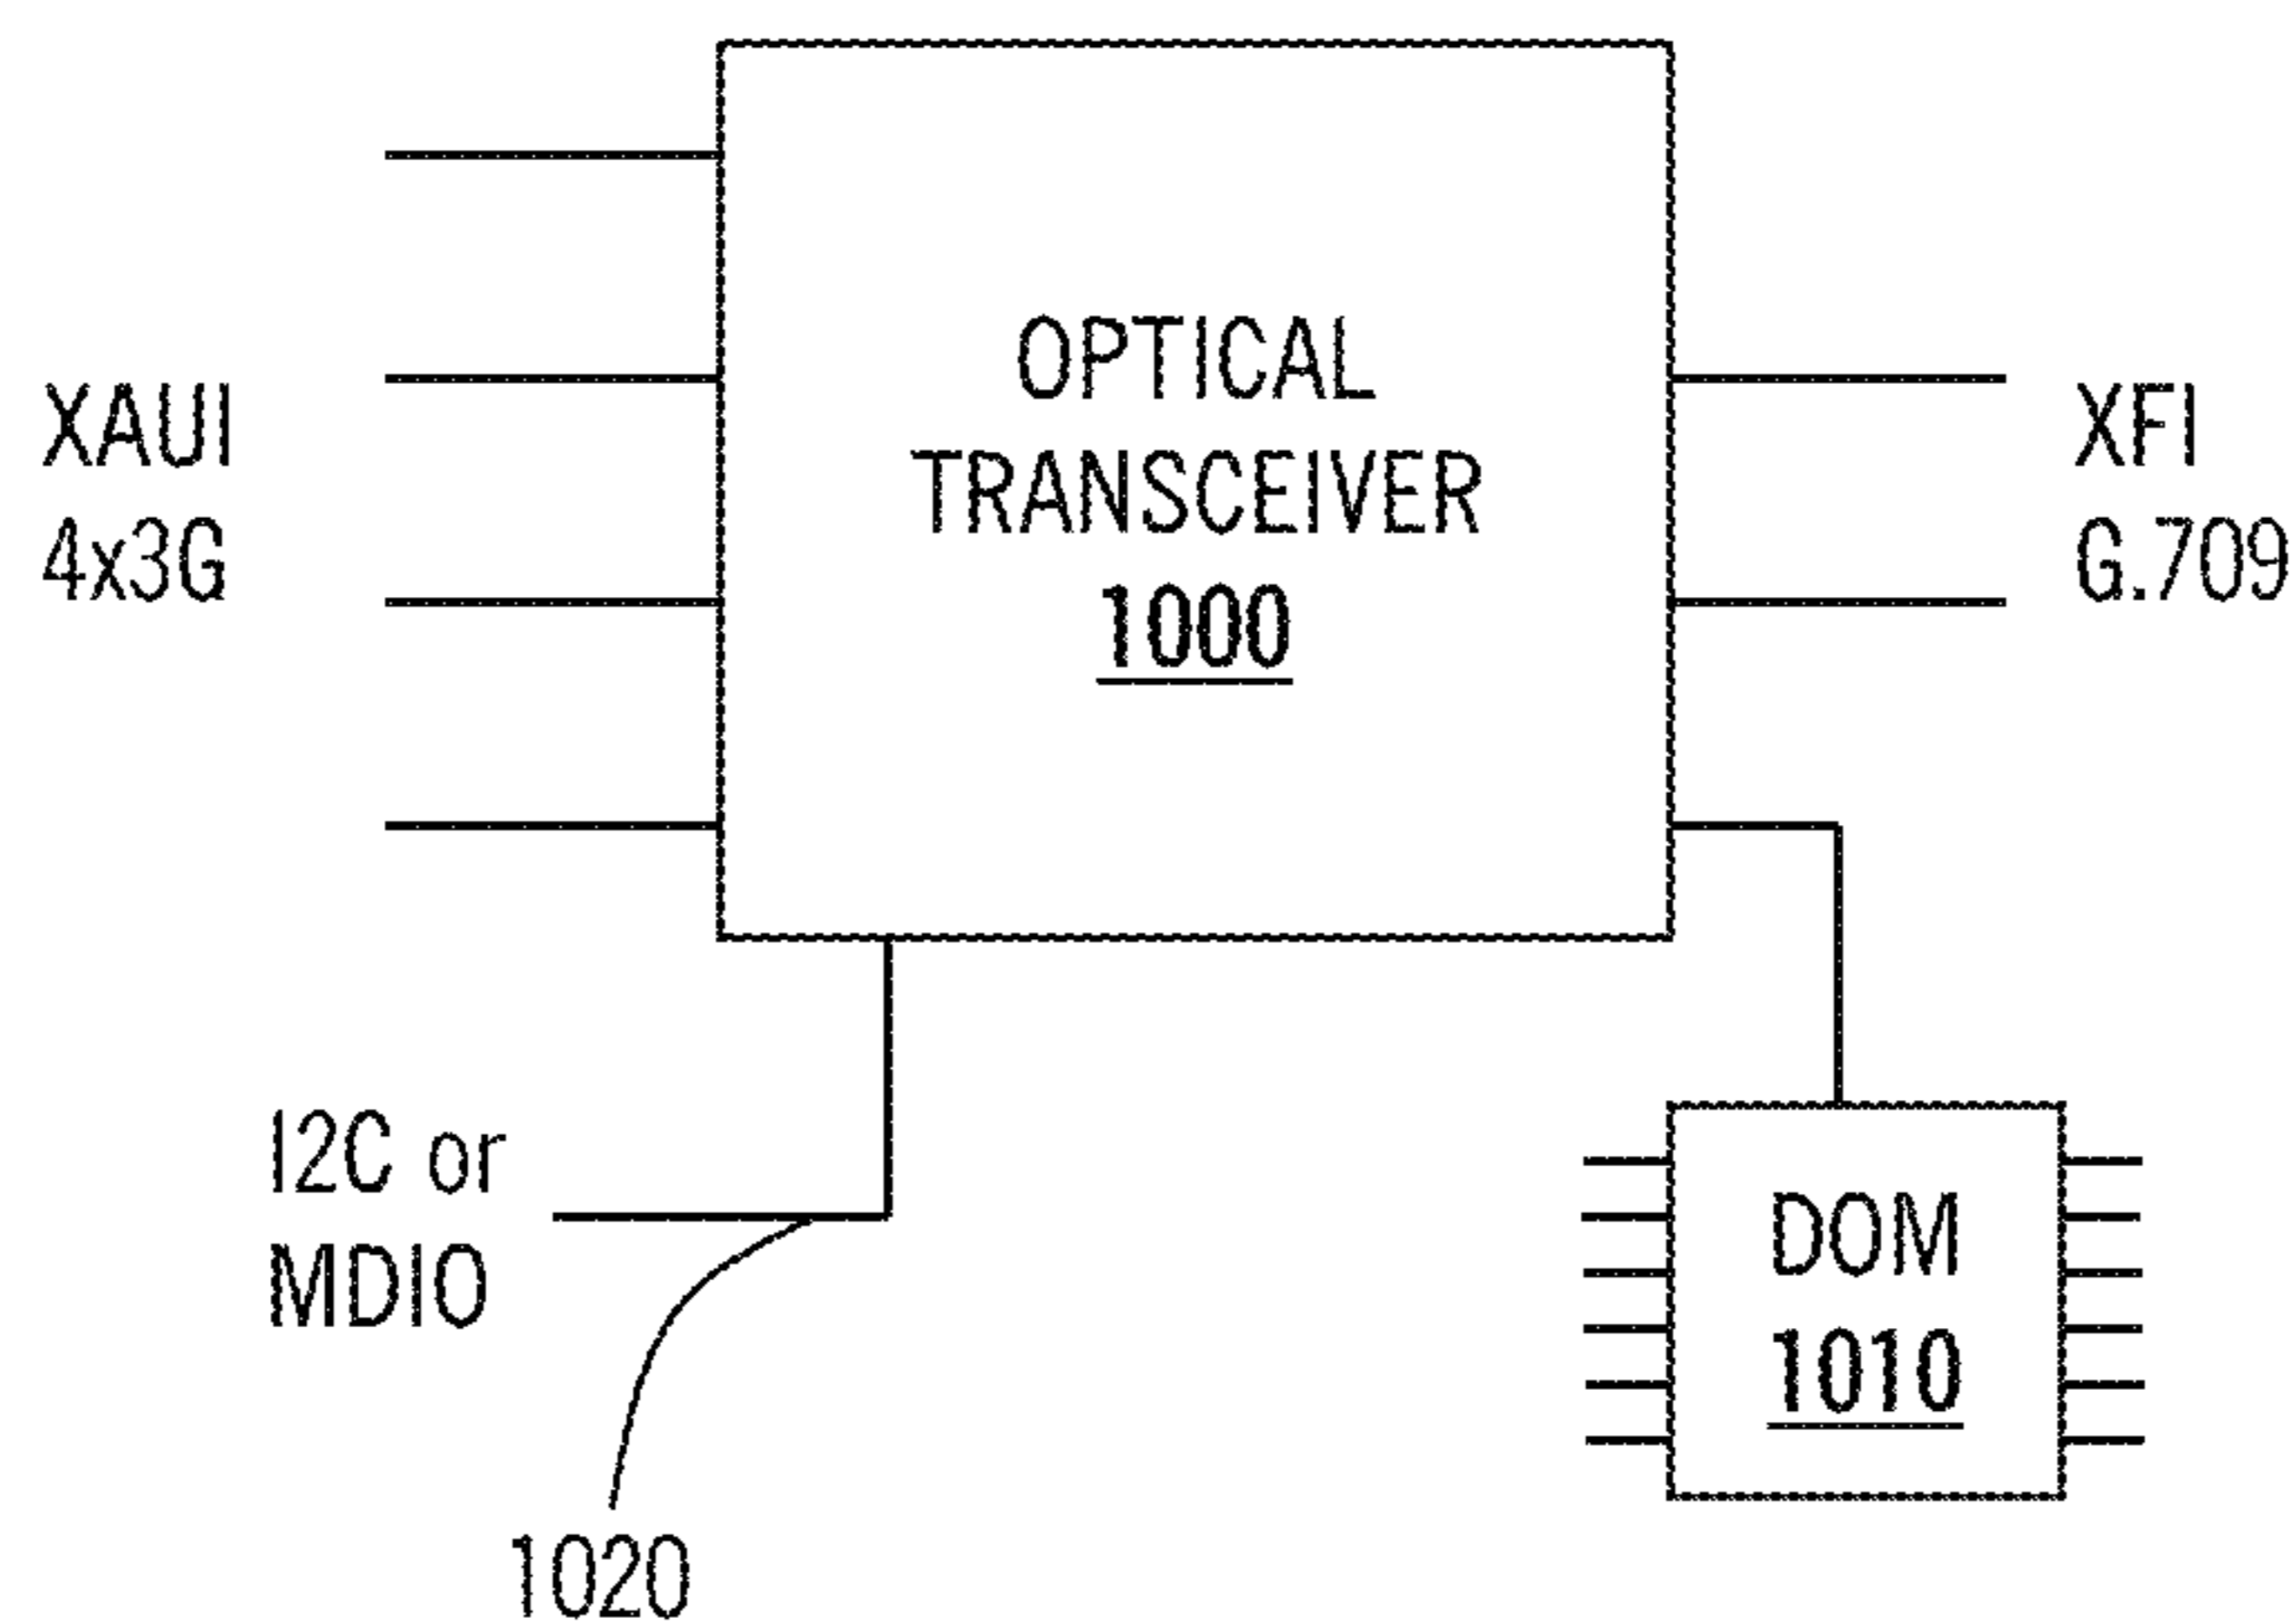 OPTICAL
TRANSCEIVER
1000
XAUI
4x3G
XFI
G.709
I2C or
MDIO
1020
DOM
1010